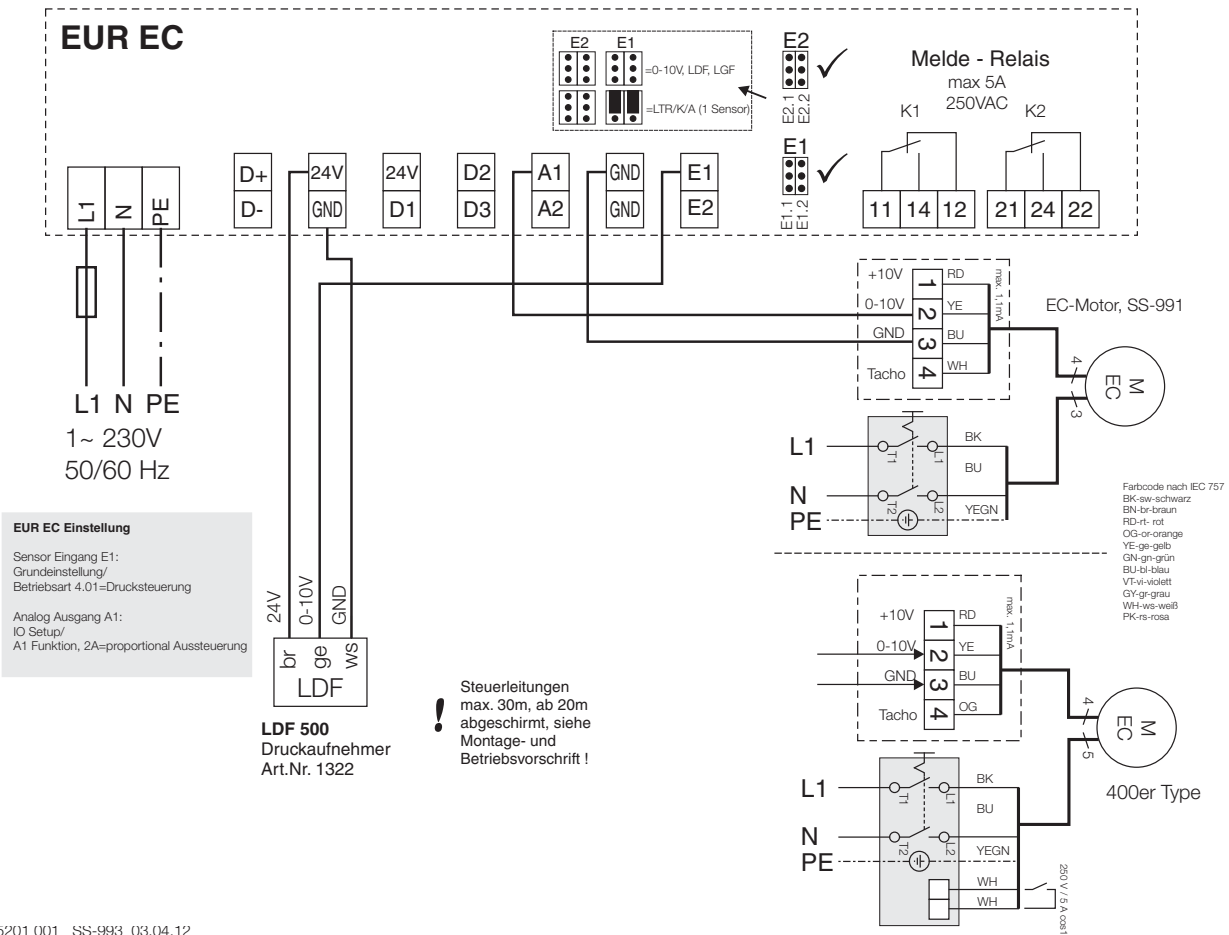 EUR EC
E2 E1
=0-10V, LDF, LGF
=LTR/K/A (1 Sensor)
E2
E2.1
E2.2
E1
E1.1
E1.2
Melde - Relais
max 5A
250VAC
K1 K2
11 14 12
21 24 22
L1 N PE
D+ 24V 24V D2 A1 GND E1
D- GND D1 D3 A2 GND E2
L1 N PE
1~ 230V
50/60 Hz
+10V 1 RD
0-10V 2 YE
GND 3 BU
Tacho 4 WH
max. 1,1mA
EC-Motor, SS-991
4
3
M
EC
L1 T1 L1 BK
BU
N T2 L2
PE YEGN
Farbcode nach IEC 757
BK-sw-schwarz
BN-br-braun
RD-rt- rot
OG-or-orange
YE-ge-gelb
GN-gn-grün
BU-bl-blau
VT-vi-violett
GY-gr-grau
WH-ws-weiß
PK-rs-rosa
EUR EC Einstellung
Sensor Eingang E1:
Grundeinstellung/
Betriebsart 4.01=Drucksteuerung
Analog Ausgang A1:
IO Setup/
A1 Funktion, 2A=proportional Aussteuerung
24V
0-10V
GND
br ge ws
LDF
LDF 500
Druckaufnehmer
Art.Nr. 1322
!
Steuerleitungen
max. 30m, ab 20m
abgeschirmt, siehe
Montage- und
Betriebsvorschrift !
+10V 1 RD
0-10V 2 YE
GND 3 BU
Tacho 4 OG
max. 1,1mA
4
5
M
EC
400er Type
L1 T1 L1 BK
BU
N T2 L2
PE YEGN
WH
WH
250 V / 5 A cos1
5201 001 SS-993 03.04.12